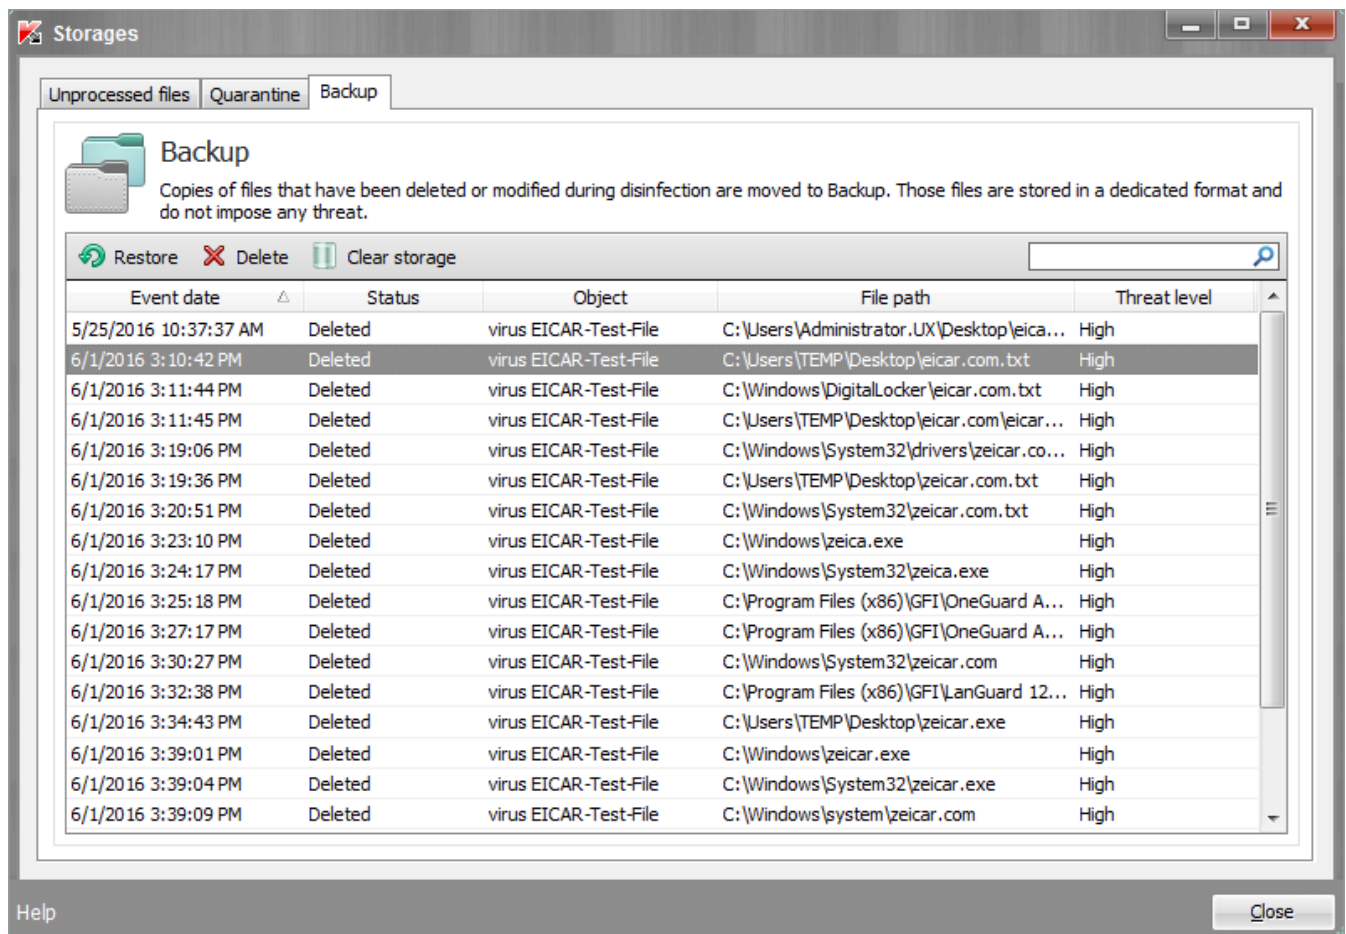 Storages
Unprocessed files Quarantine Backup
Backup
Copies of files that have been deleted or modified during disinfection are moved to Backup. Those files are stored in a dedicated format and
do not impose any threat.
Restore Delete Clear storage
Event date Status Object File path Threat level
5/25/2016 10:37:37 AM Deleted virus EICAR-Test-File C:\Users\Administrator.UX\Desktop\eica... High
6/1/2016 3:10:42 PM Deleted virus EICAR-Test-File C:\Users\TEMP\Desktop\eicar.com.txt High
6/1/2016 3:11:44 PM Deleted virus EICAR-Test-File C:\Windows\DigitalLocker\eicar.com.txt High
6/1/2016 3:11:45 PM Deleted virus EICAR-Test-File C:\Users\TEMP\Desktop\eicar.com\eicar... High
6/1/2016 3:19:06 PM Deleted virus EICAR-Test-File C:\Windows\System32\drivers\zeicar.co... High
6/1/2016 3:19:36 PM Deleted virus EICAR-Test-File C:\Users\TEMP\Desktop\zeicar.com.txt High
6/1/2016 3:20:51 PM Deleted virus EICAR-Test-File C:\Windows\System32\zeicar.com.txt High
6/1/2016 3:23:10 PM Deleted virus EICAR-Test-File C:\Windows\zeica.exe High
6/1/2016 3:24:17 PM Deleted virus EICAR-Test-File C:\Windows\System32\zeica.exe High
6/1/2016 3:25:18 PM Deleted virus EICAR-Test-File C:\Program Files (x86)\GFI\OneGuard A... High
6/1/2016 3:27:17 PM Deleted virus EICAR-Test-File C:\Program Files (x86)\GFI\OneGuard A... High
6/1/2016 3:30:27 PM Deleted virus EICAR-Test-File C:\Windows\System32\zeicar.com High
6/1/2016 3:32:38 PM Deleted virus EICAR-Test-File C:\Program Files (x86)\GFI\LanGuard 12... High
6/1/2016 3:34:43 PM Deleted virus EICAR-Test-File C:\Users\TEMP\Desktop\zeicar.exe High
6/1/2016 3:39:01 PM Deleted virus EICAR-Test-File C:\Windows\zeicar.exe High
6/1/2016 3:39:04 PM Deleted virus EICAR-Test-File C:\Windows\System32\zeicar.exe High
6/1/2016 3:39:09 PM Deleted virus EICAR-Test-File C:\Windows\system\zeicar.com High
Help Close